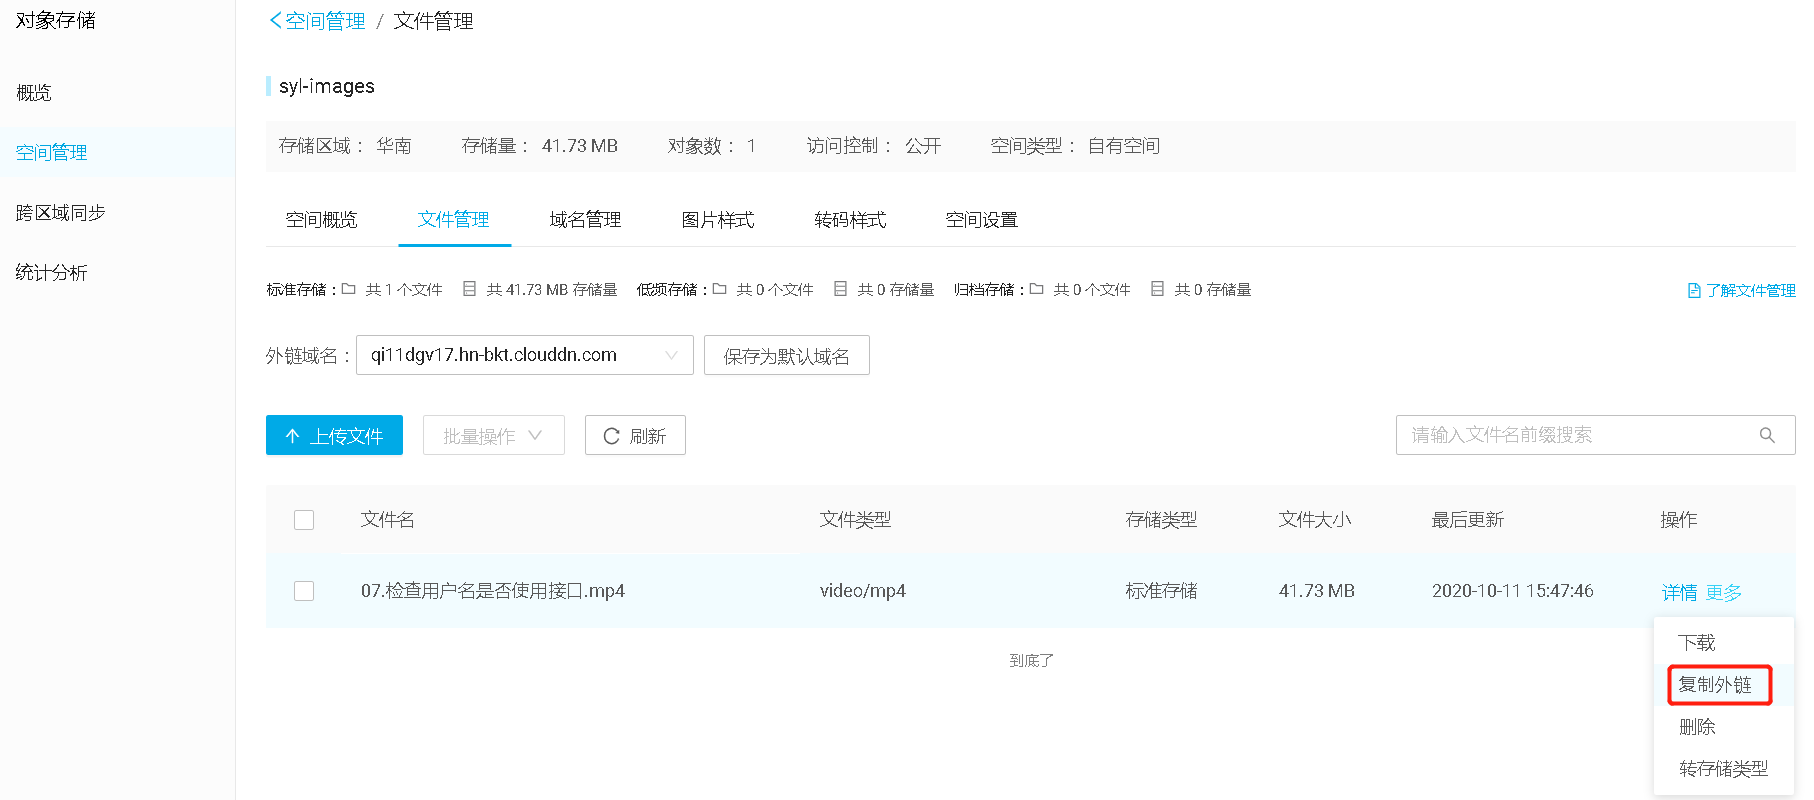 对象存储
概览
空间管理
跨区域同步
统计分析
空间管理 / 文件管理
syl-images
存储区域： 华南 存储量： 41.73 MB 对象数： 1 访问控制： 公开 空间类型： 自有空间
空间概览 文件管理 域名管理 图片样式 转码样式 空间设置
标准存储： 共 1 个文件 共 41.73 MB 存储量 低频存储： 共 0 个文件 共 0 存储量 归档存储： 共 0 个文件 共 0 存储量 了解文件管理
外链域名： qi11dgv17.hn-bkt.clouddn.com 保存为默认域名
上传文件 批量操作 刷新 请输入文件名前缀搜索
文件名 文件类型 存储类型 文件大小 最后更新 操作
07.检查用户名是否使用接口.mp4 video/mp4 标准存储 41.73 MB 2020-10-11 15:47:46 详情 更多
到底了
下载
复制外链
删除
转存储类型